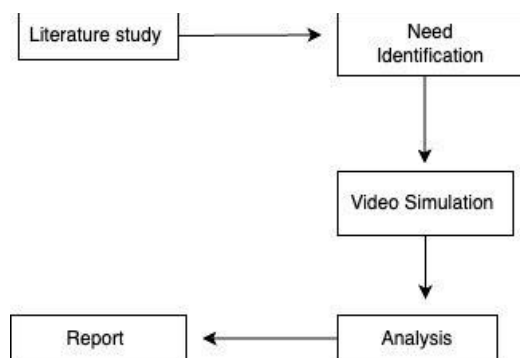 Literature study
Need
Identification
Video Simulation
Report
Analysis